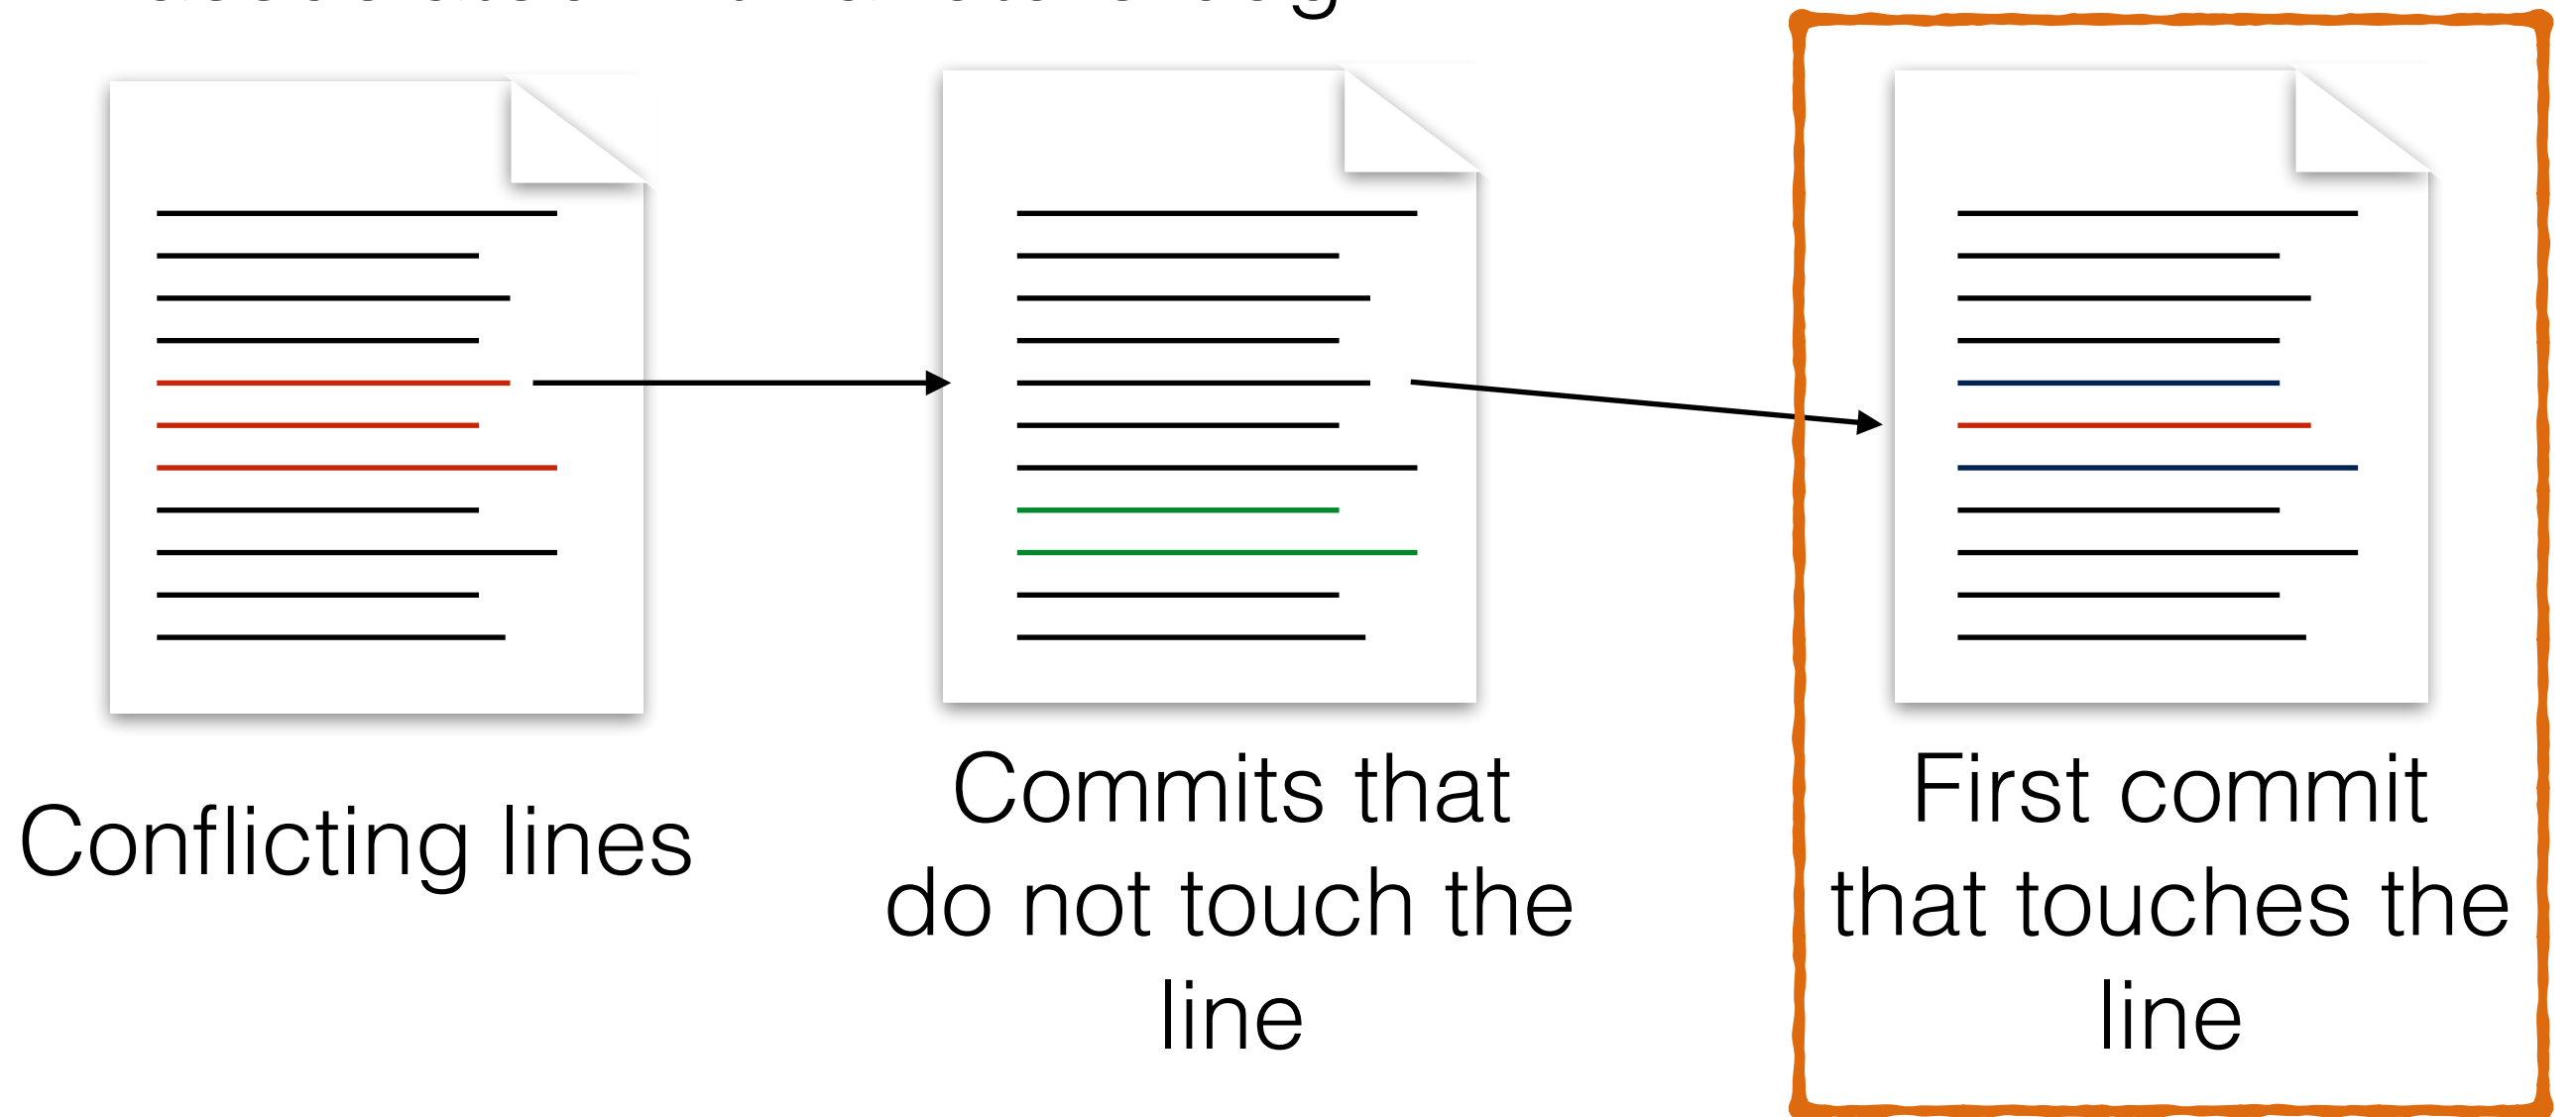 Conflicting lines
Commits that
do not touch the
line
First commit
that touches the
line